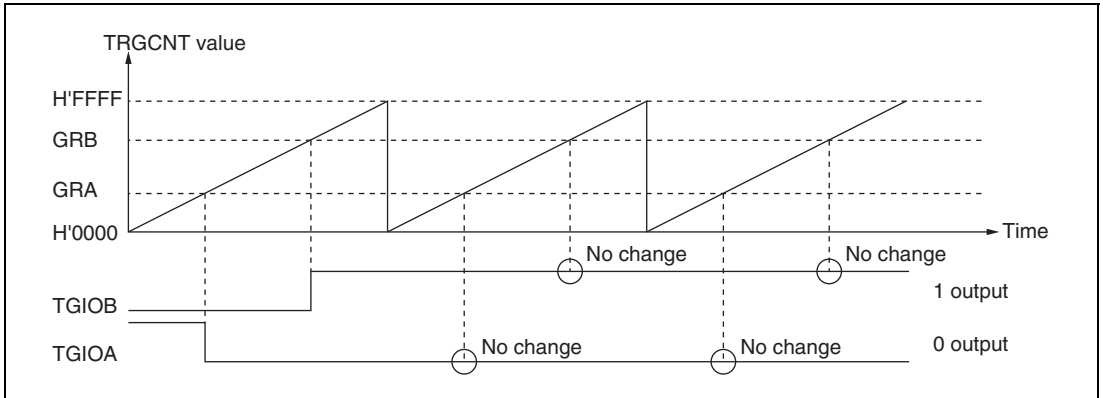 TRGCNT value
H'FFFF
GRB
GRA
H'0000
Time
No change
No change
1 output
TGIOB
No change
No change
0 output
TGIOA